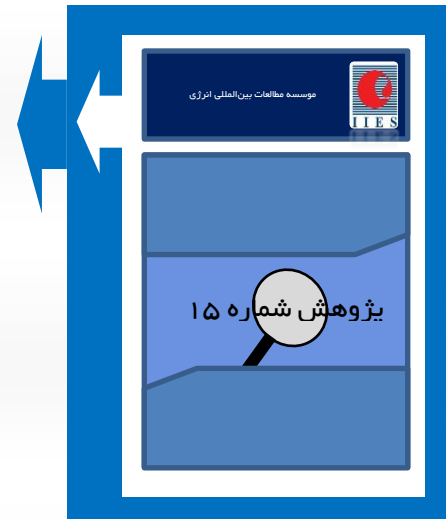 موسسه مطالعات بین‌المللی انرژی
IIES
پژوهش شماره ۱۵